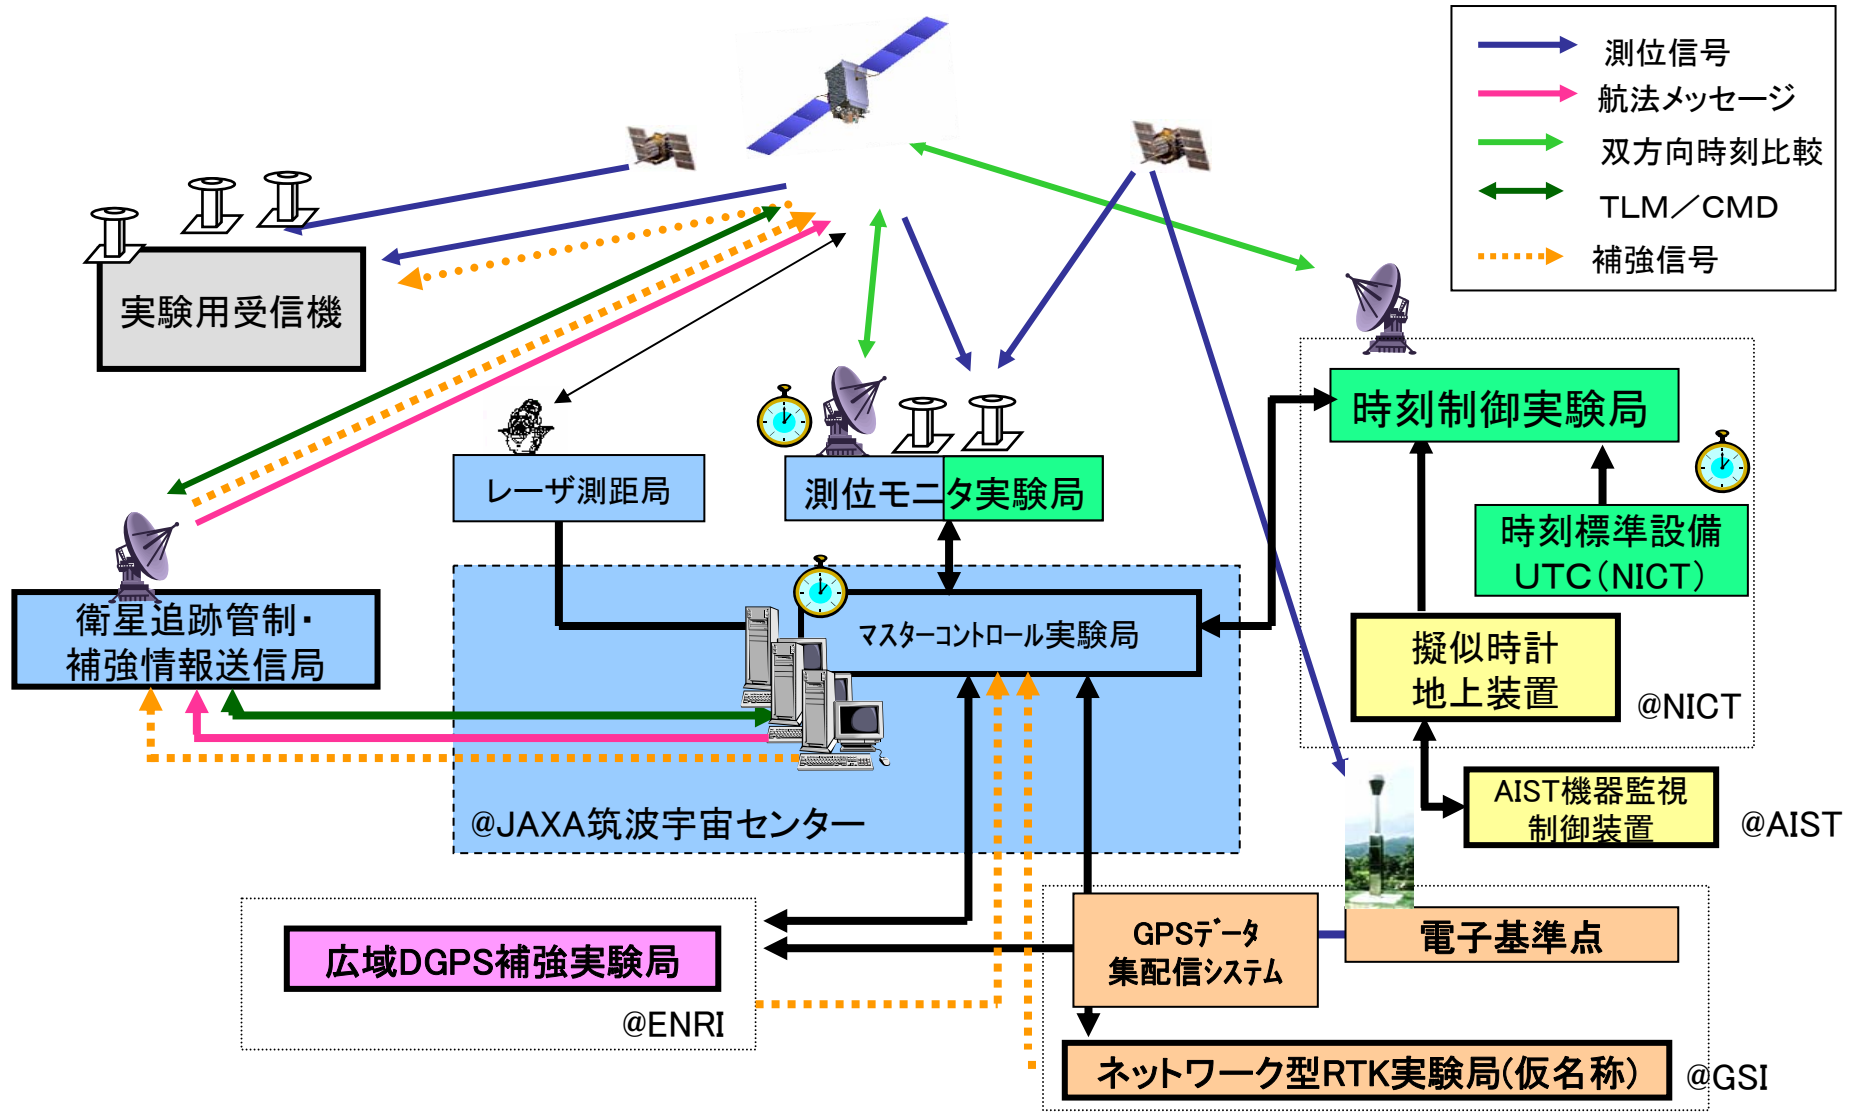 測位信号
航法メッセージ
双方向時刻比較
TLM／CMD
補強信号
実験用受信機
時刻制御実験局
レーザ測距局
測位モニタ実験局
時刻標準設備
UTC(NICT)
衛星追跡管制・
補強情報送信局
マスターコントロール実験局
擬似時計
地上装置
@NICT
AIST機器監視
制御装置
@AIST
@JAXA筑波宇宙センター
広域DGPS補強実験局
@ENRI
GPSデータ
集配信システム
電子基準点
ネットワーク型RTK実験局(仮名称)
@GSI